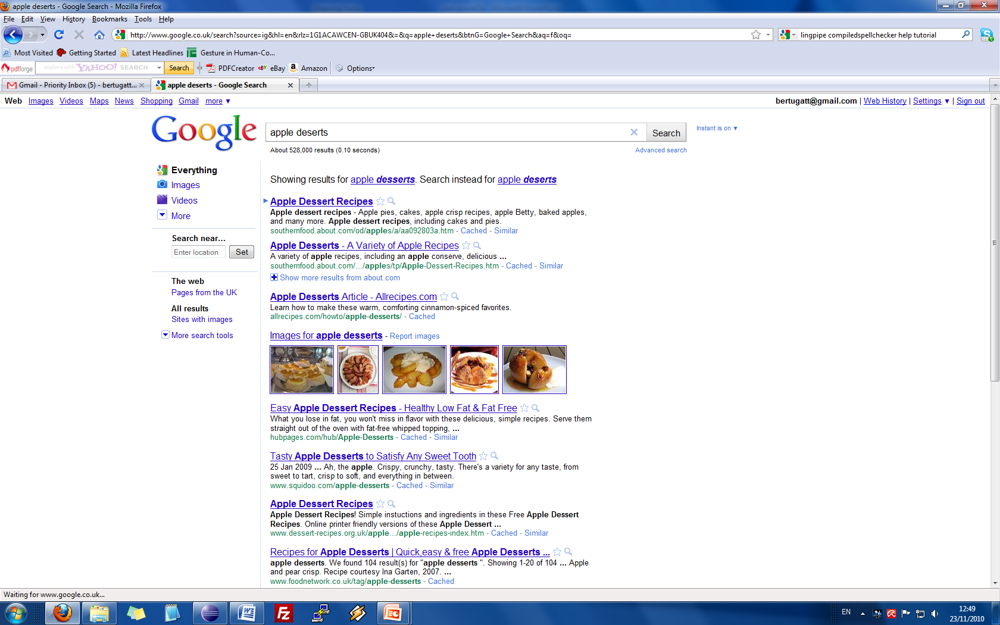 apple deserts - Google Search - Mozilla Firefox
File Edit View History Bookmarks Tools Help
http://www.google.co.uk/search?source=ig&hl=en&rlz=1G1ACAWCEN-GBUK404&=&q=apple+deserts&btnG=Google+Search&aq=f&oq=
lingpipe compiledspellchecker help tutorial
Most Visited Getting Started Latest Headlines Gesture in Human-Co...
pdfforge explore with YAHOO! SEARCH Search PDFCreator eBay Amazon Options
Gmail - Priority Inbox (5) - bertugatt... apple deserts - Google Search
Web Images Videos Maps News Shopping Gmail more ▼
bertugatt@gmail.com | Web History | Settings ▼ | Sign out
Google
apple deserts
Search
Instant is on ▼
About 528,000 results (0.10 seconds)
Advanced search
Everything
Images
Videos
More
Search near...
Enter location Set
The web
Pages from the UK
All results
Sites with images
More search tools
Showing results for apple desserts. Search instead for apple deserts
Apple Dessert Recipes
Apple dessert recipes - Apple pies, cakes, apple crisp recipes, apple Betty, baked apples,
and many more. Apple dessert recipes, including cakes and pies.
southernfood.about.com/od/apples/a/aa092803a.htm - Cached - Similar
Apple Desserts - A Variety of Apple Recipes
A variety of apple recipes, including an apple conserve, delicious ...
southernfood.about.com/.../apples/tp/Apple-Dessert-Recipes.htm - Cached - Similar
Show more results from about.com
Apple Desserts Article - Allrecipes.com
Learn how to make these warm, comforting cinnamon-spiced favorites.
allrecipes.com/howto/apple-desserts/ - Cached
Images for apple desserts - Report images
Easy Apple Dessert Recipes - Healthy Low Fat & Fat Free
What you lose in fat, you won't miss in flavor with these delicious, simple recipes. Serve them
straight out of the oven with fat-free whipped topping, ...
hubpages.com/hub/Apple-Desserts - Cached - Similar
Tasty Apple Desserts to Satisfy Any Sweet Tooth
25 Jan 2009 ... Ah, the apple. Crispy, crunchy, tasty. There's a variety for any taste, from
sweet to tart, crisp to soft, and everything in between.
www.squidoo.com/apple-desserts - Cached - Similar
Apple Dessert Recipes
Apple Dessert Recipes! Simple instuctions and ingredients in these Free Apple Dessert
Recipes. Online printer friendly versions of these Apple Dessert ...
www.dessert-recipes.org.uk/apple.../apple-recipes-index.htm - Cached - Similar
Recipes for Apple Desserts | Quick,easy & free Apple Desserts ...
apple desserts. We found 104 result(s) for "apple desserts ". Showing 1-20 of 104 ... Apple
and pear crisp. Recipe courtesy Ina Garten, 2007. ...
www.foodnetwork.co.uk/tag/apple-desserts - Cached
Waiting for www.google.co.uk...
EN
12:49
23/11/2010